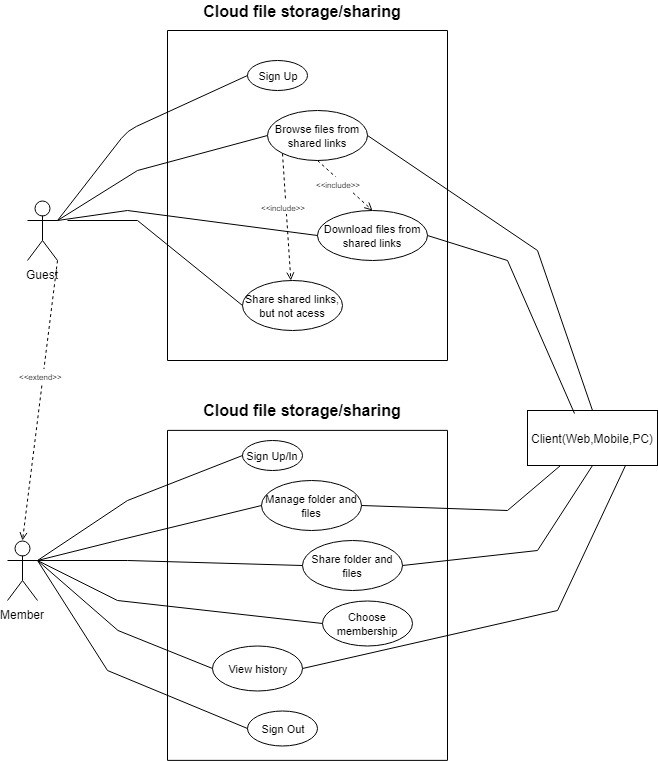 Cloud file storage/sharing
Sign Up
Browse files from
shared links
<<include>>
<<include>>
Download files from
shared links
Guest
Share shared links,
but not acess
<<extend>>
Cloud file storage/sharing
Client(Web,Mobile,PC)
Sign Up/In
Manage folder and
files
Share folder and
files
Member
Choose
membership
View history
Sign Out